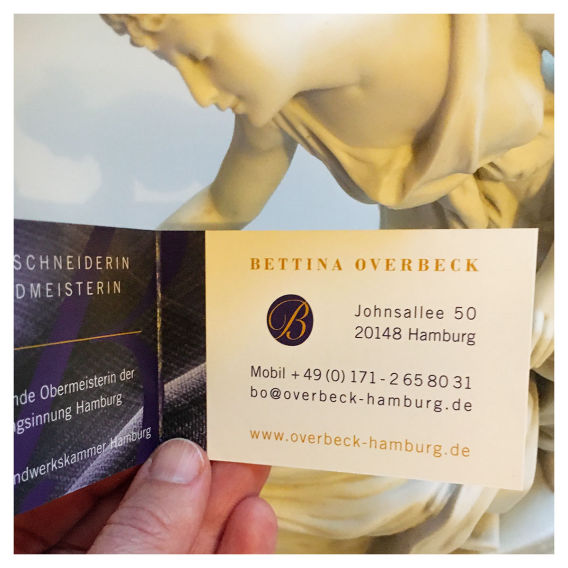 SCHNEIDERIN
DMEISTERIN
nde Obermeisterin der
gsinnung Hamburg
ndwerkskammer Hamburg
BETTINA OVERBECK
B
Johnsallee 50
20148 Hamburg
Mobil +49 (0) 171 - 2 65 80 31
bo@overbeck-hamburg.de
www.overbeck-hamburg.de